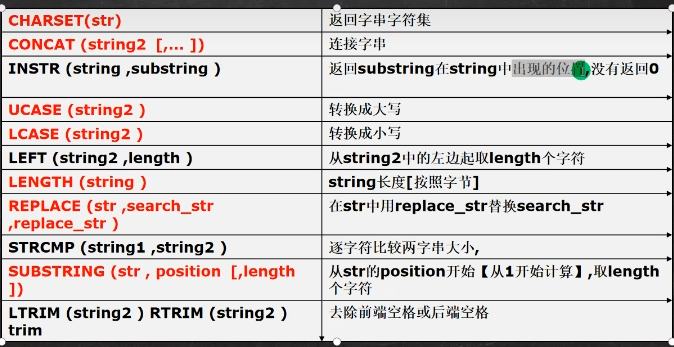 CHARSET(str) 返回字串字符集
CONCAT (string2 [,... ]) 连接字串
INSTR (string ,substring ) 返回substring在string中出现的位置,没有返回0
UCASE (string2 ) 转换成大写
LCASE (string2 ) 转换成小写
LEFT (string2 ,length ) 从string2中的左边起取length个字符
LENGTH (string ) string长度[按照字节]
REPLACE (str ,search_str
,replace_str ) 在str中用replace_str替换search_str
STRCMP (string1 ,string2 ) 逐字符比较两字串大小,
SUBSTRING (str , position [,length
]) 从str的position开始【从1开始计算】,取length
个字符
LTRIM (string2 ) RTRIM (string2 )
trim 去除前端空格或后端空格